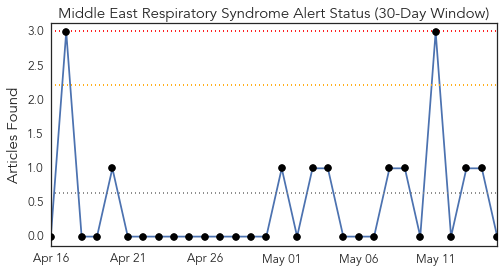 Middle East Respiratory Syndrome Alert Status (30-Day Window)
Articles Found
3.0
2.5
2.0
1.5
1.0
0.5
0.0
Apr 16 Apr 21 Apr 26 May 01 May 06 May 11